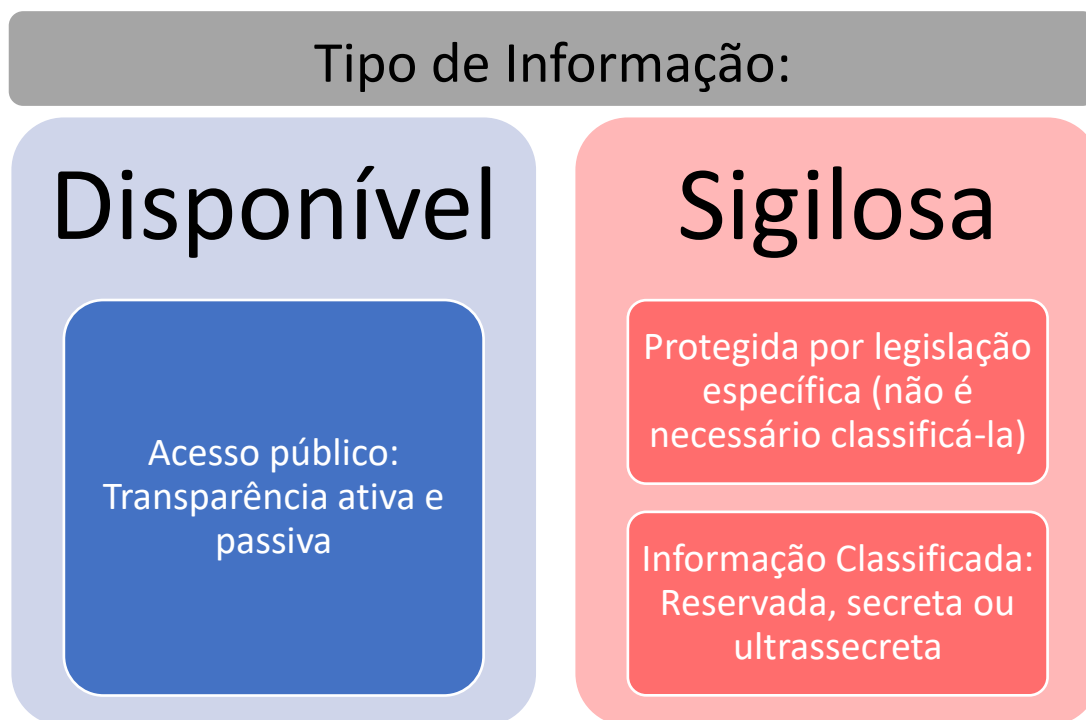 Tipo de Informação:
Disponível
Acesso público:
Transparência ativa e
passiva
Sigilosa
Protegida por legislação
específica (não é
necessário classificá-la)
Informação Classificada:
Reservada, secreta ou
ultrassecreta